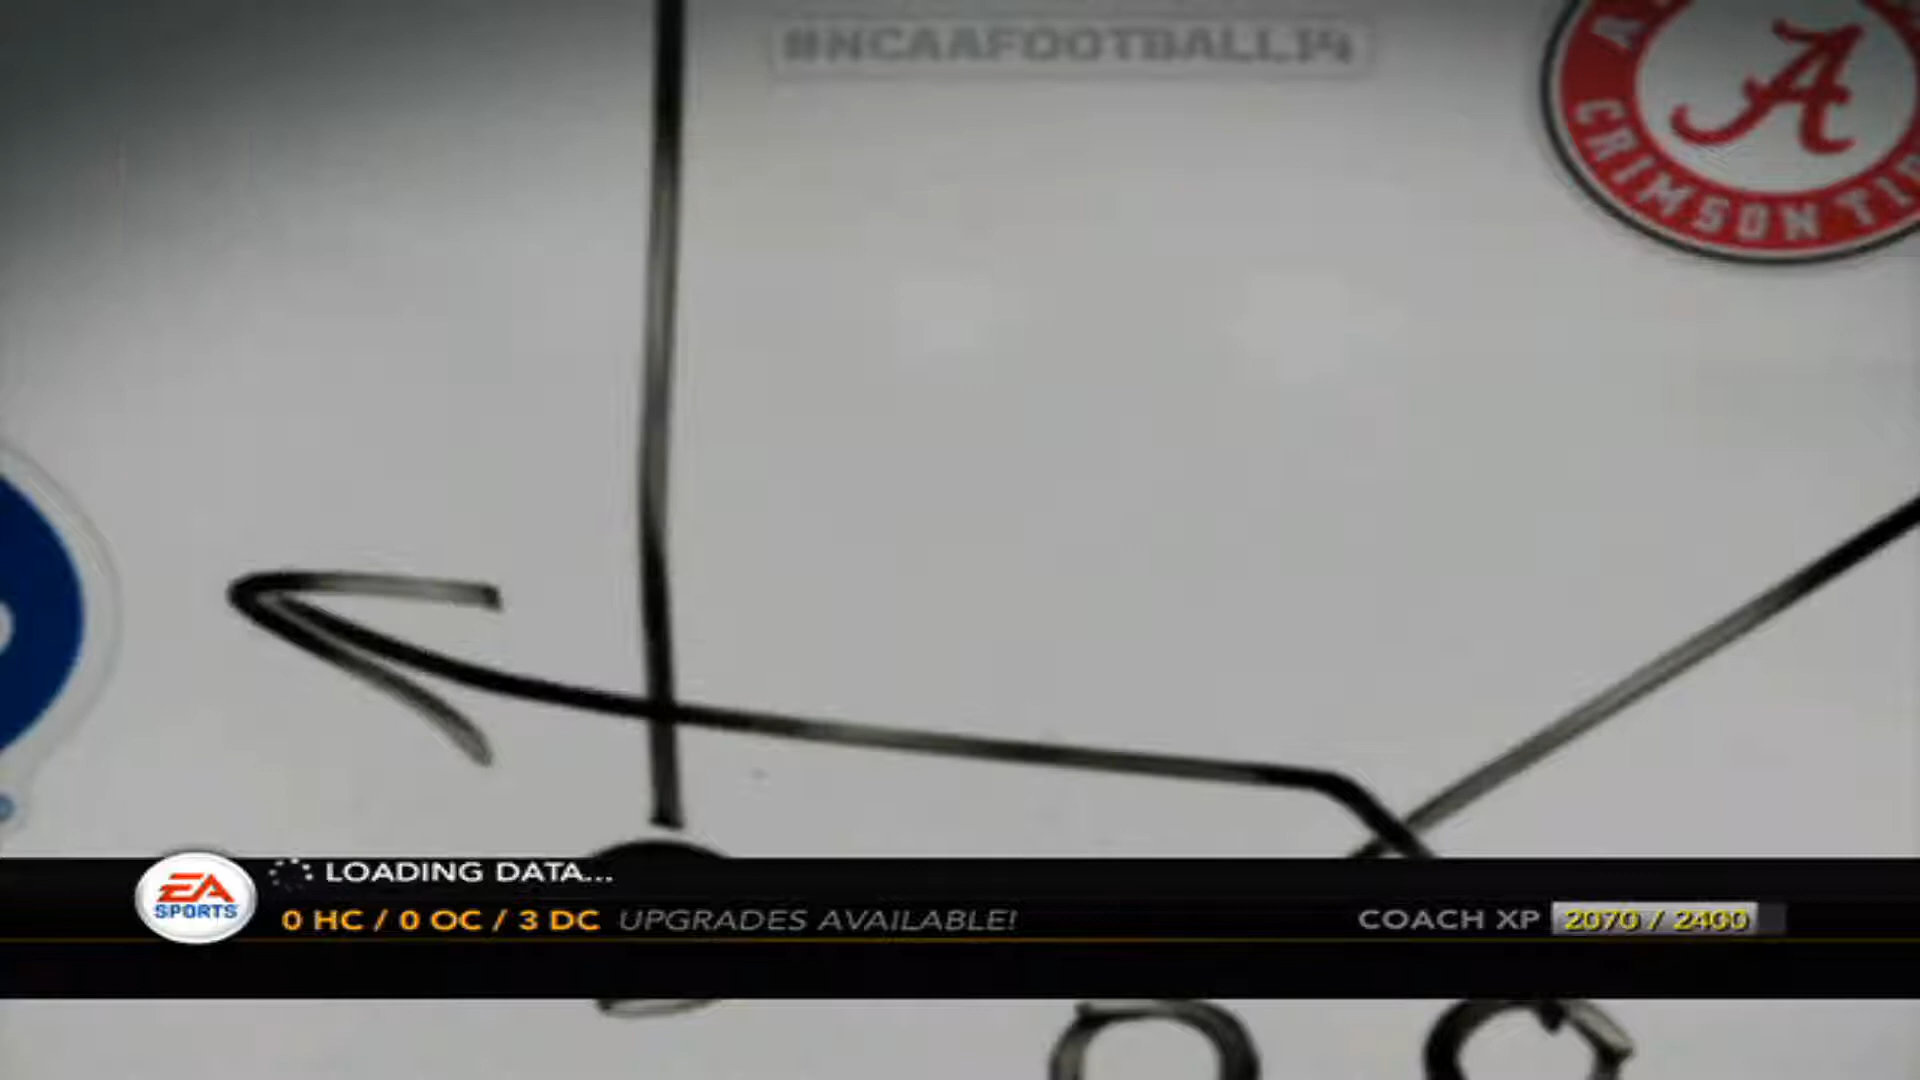 #NCAAFOOTBALL14
A
CRIMSON TI
LOADING DATA...
EA
SPORTS
0 HC / 0 OC / 3 DC UPGRADES AVAILABLE!
COACH XP 2070 / 2400